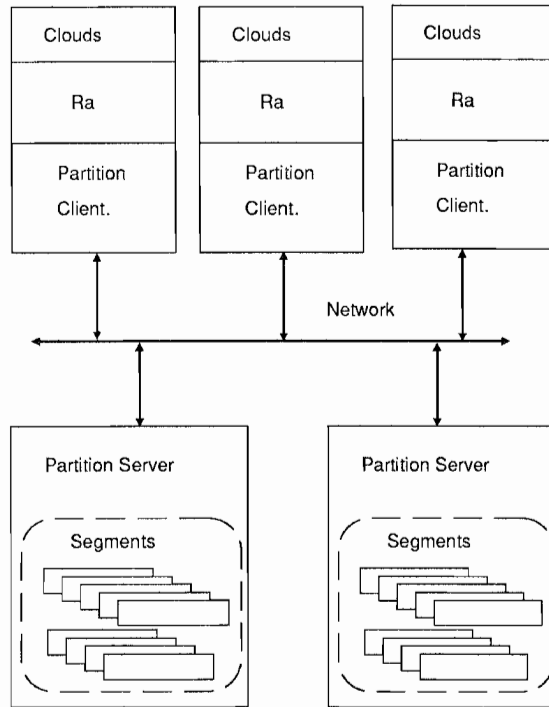 Clouds
Ra
Partition
Client.
Clouds
Ra
Partition
Client.
Clouds
Ra
Partition
Client.
Network
Partition Server
Segments
Partition Server
Segments